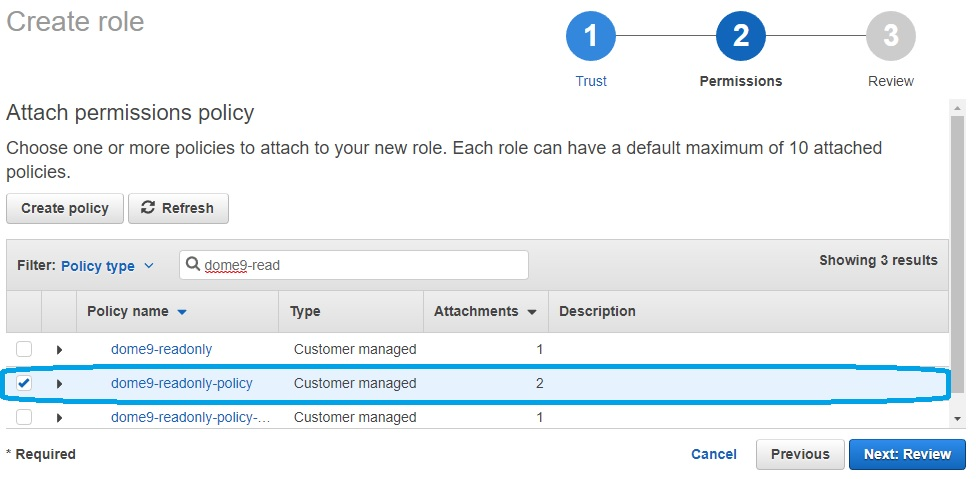 Create role
1
2
3
Trust
Permissions
Review
Attach permissions policy
Choose one or more policies to attach to your new role. Each role can have a default maximum of 10 attached
policies.
Create policy
Refresh
Filter: Policy type
dome9-read
Showing 3 results
Policy name
Type
Attachments
Description
dome9-readonly
Customer managed
1
dome9-readonly-policy
Customer managed
2
dome9-readonly-policy-...
Customer managed
1
* Required
Cancel
Previous
Next: Review